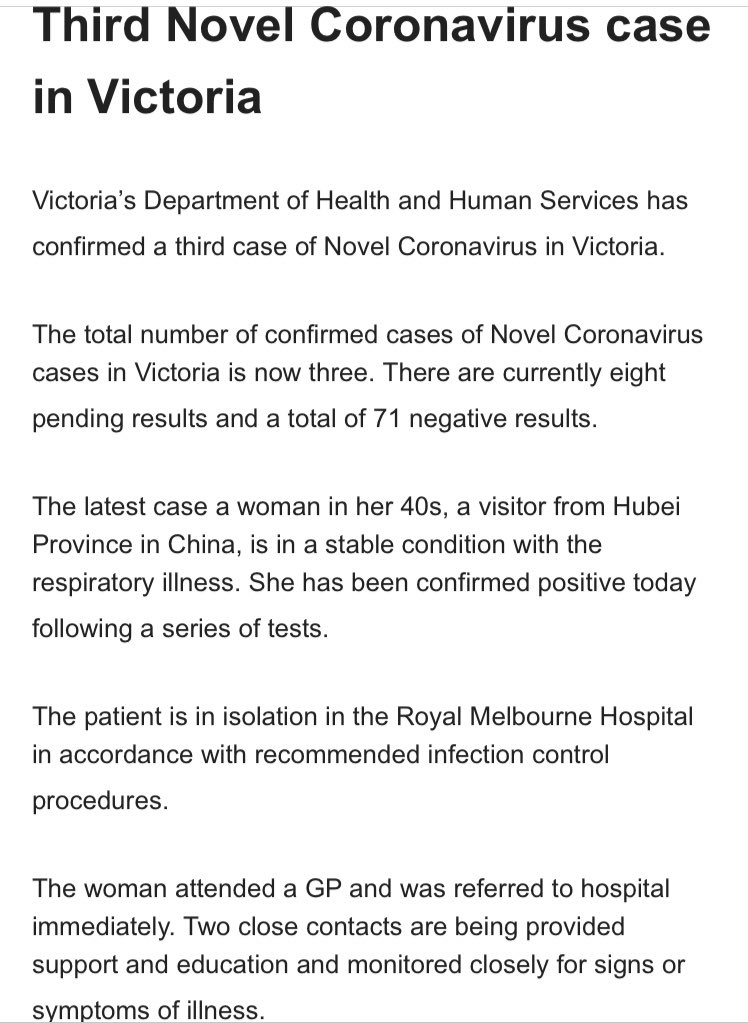 Third Novel Coronavirus case
in Victoria
Victoria’s Department of Health and Human Services has
confirmed a third case of Novel Coronavirus in Victoria.
The total number of confirmed cases of Novel Coronavirus
cases in Victoria is now three. There are currently eight
pending results and a total of 71 negative results.
The latest case a woman in her 40s, a visitor from Hubei
Province in China, is in a stable condition with the
respiratory illness. She has been confirmed positive today
following a series of tests.
The patient is in isolation in the Royal Melbourne Hospital
in accordance with recommended infection control
procedures.
The woman attended a GP and was referred to hospital
immediately. Two close contacts are being provided
support and education and monitored closely for signs or
symptoms of illness.